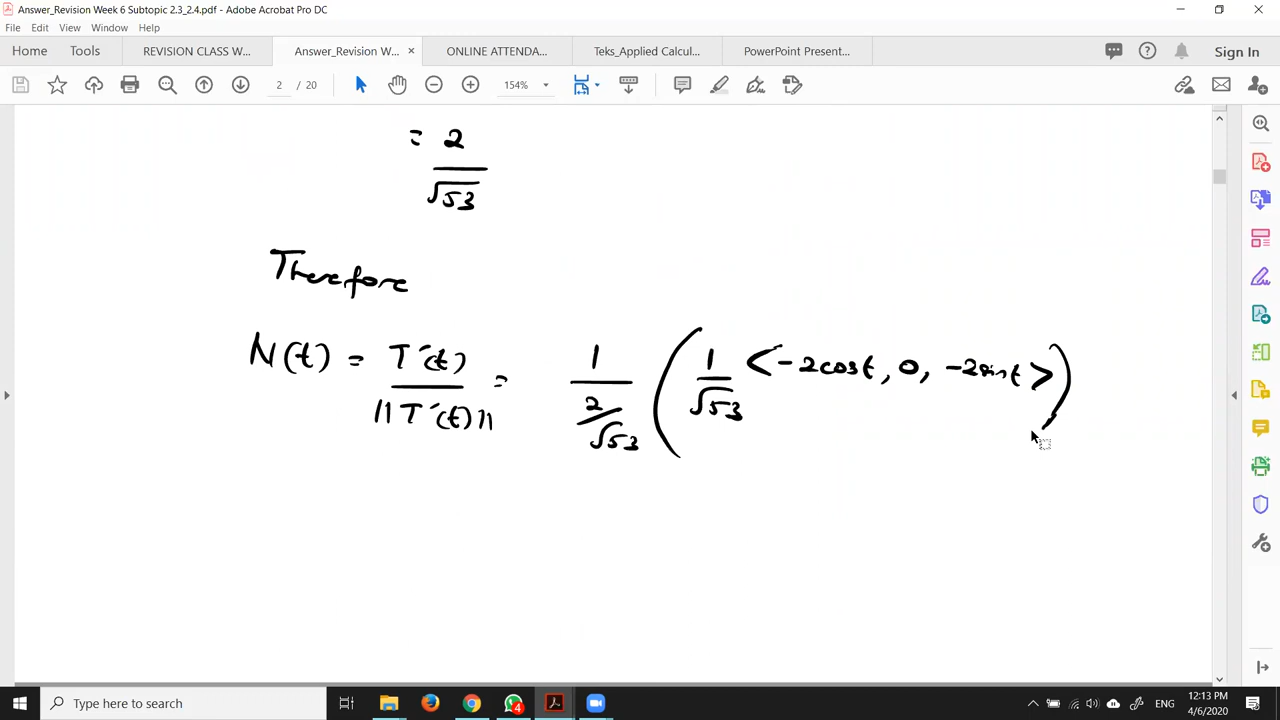 Answer_Revision Week 6 Subtopic 2.3_2.4.pdf - Adobe Acrobat Pro DC
File Edit View Window Help
Home Tools REVISION CLASS W... Answer_Revision W... × ONLINE ATTENDA... Teks_Applied Calcul... PowerPoint Present... Sign In
2 / 20 154%
= 2/√53
Therefore
N(t) = T'(t)/||T'(t)|| = 1/(2/√53) (1/√53 <-2cost, 0, -2sint>)
Type here to search
4
ENG
12:13 PM
4/6/2020